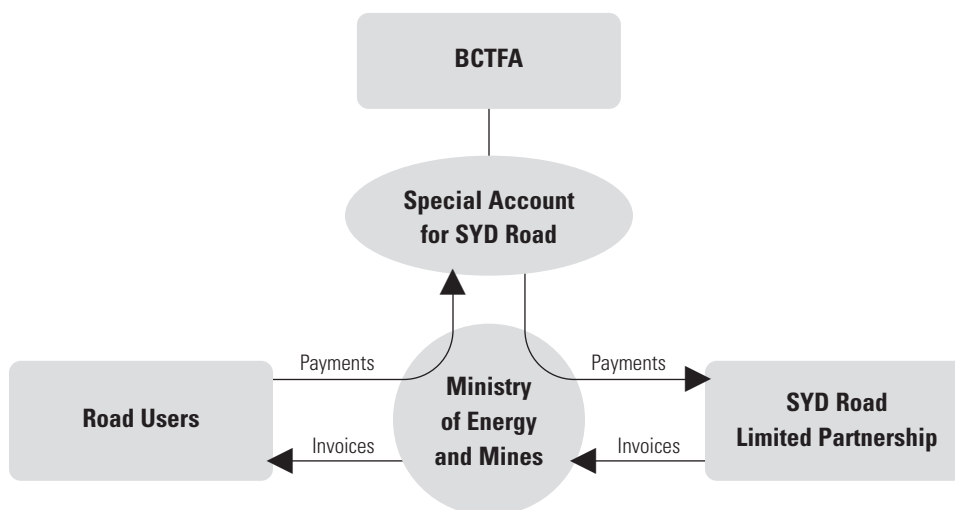 BCTFA
Special Account
for SYD Road
Payments
Payments
Road Users
Ministry
of Energy
and Mines
SYD Road
Limited Partnership
Invoices
Invoices